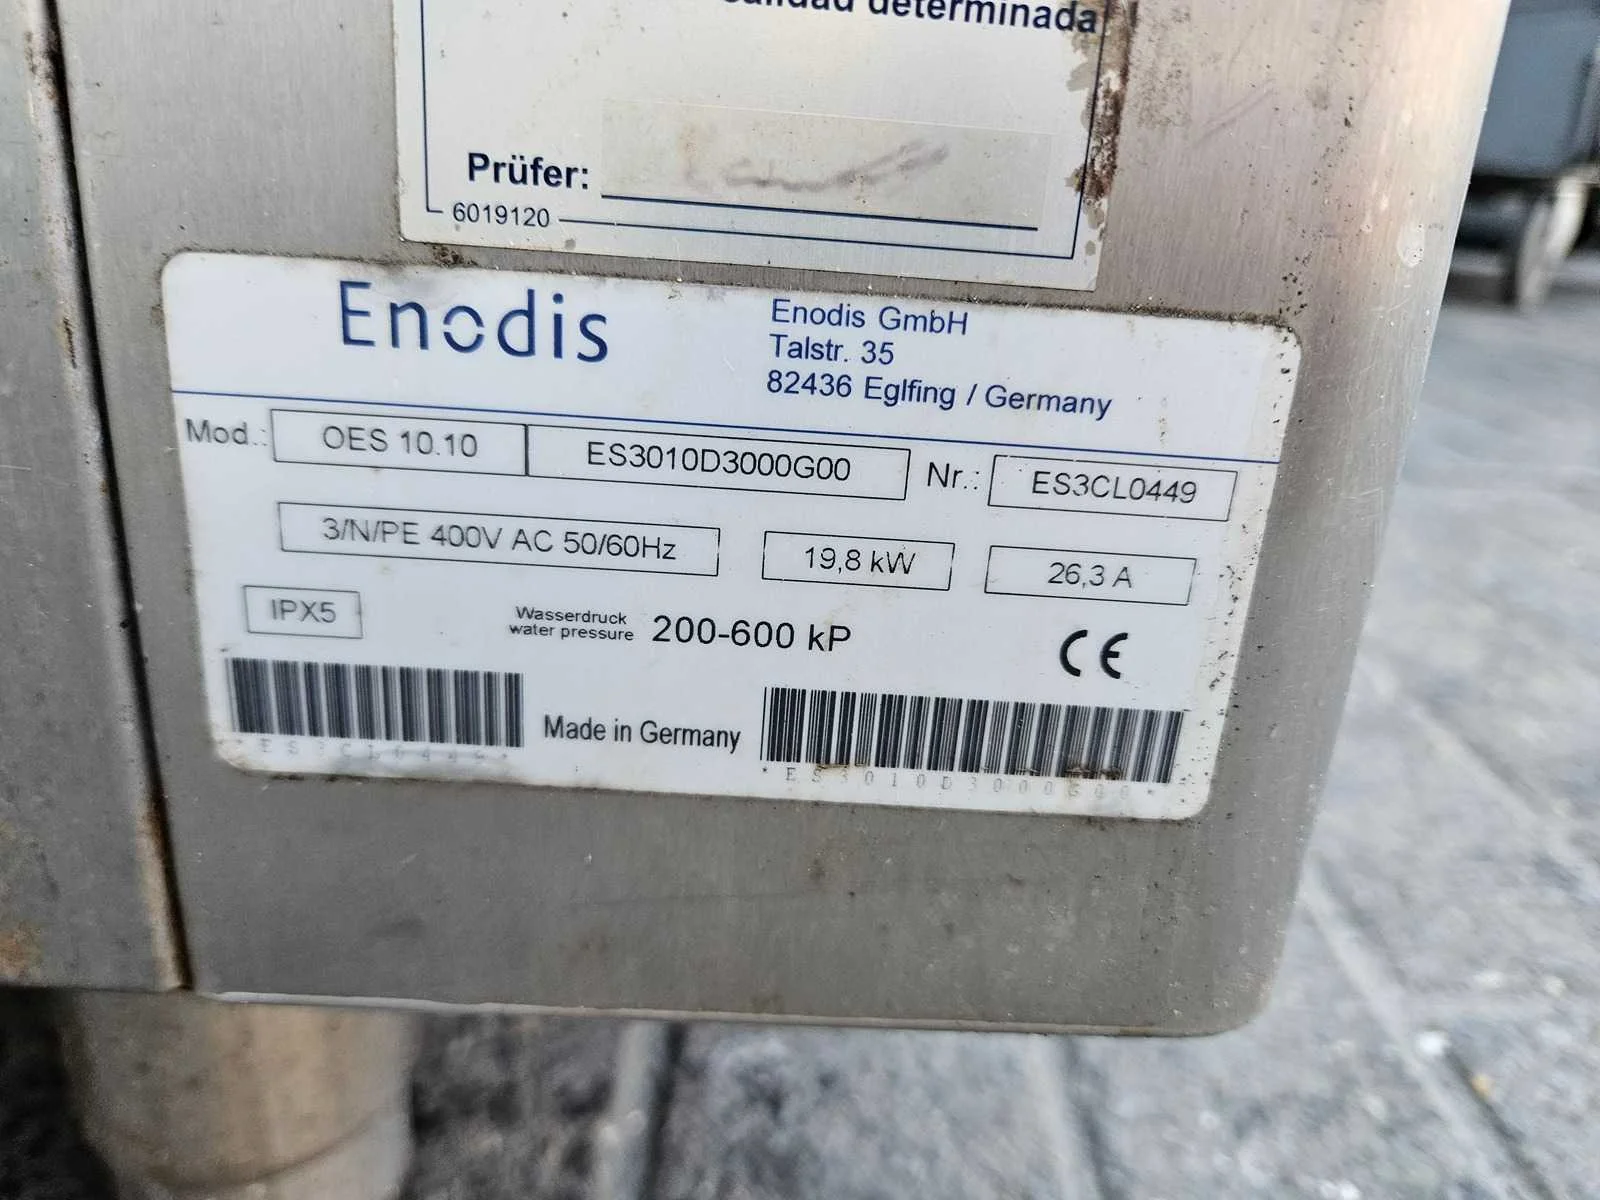 calidad determinada
Prüfer:
6019120
Enodis
Enodis GmbH
Talstr. 35
82436 Eglfing / Germany
Mod.: OES 10.10 ES3010D3000G00 Nr.: ES3CL0449
3/N/PE 400V AC 50/60Hz 19,8 kW 26,3 A
IPX5
Wasserdruck
water pressure
200-600 kP
CE
Made in Germany
*ES3CL0449*
*ES3010D3000G00*